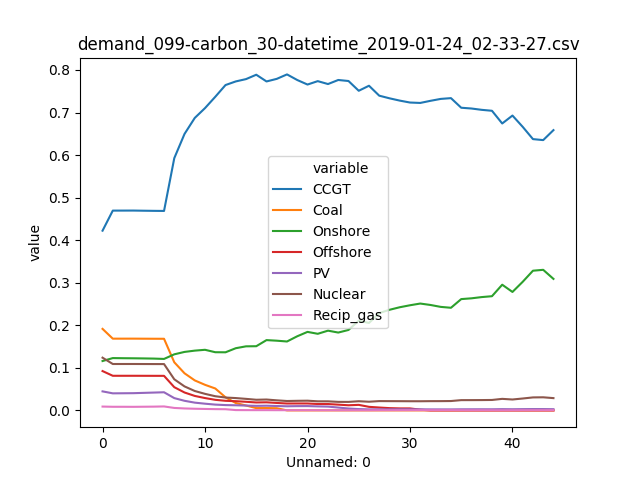 demand_099-carbon_30-datetime_2019-01-24_02-33-27.csv
0.8
0.7
0.6
0.5
0.4
0.3
0.2
0.1
0.0
value
variable
CCGT
Coal
Onshore
Offshore
PV
Nuclear
Recip_gas
0 10 20 30 40
Unnamed: 0